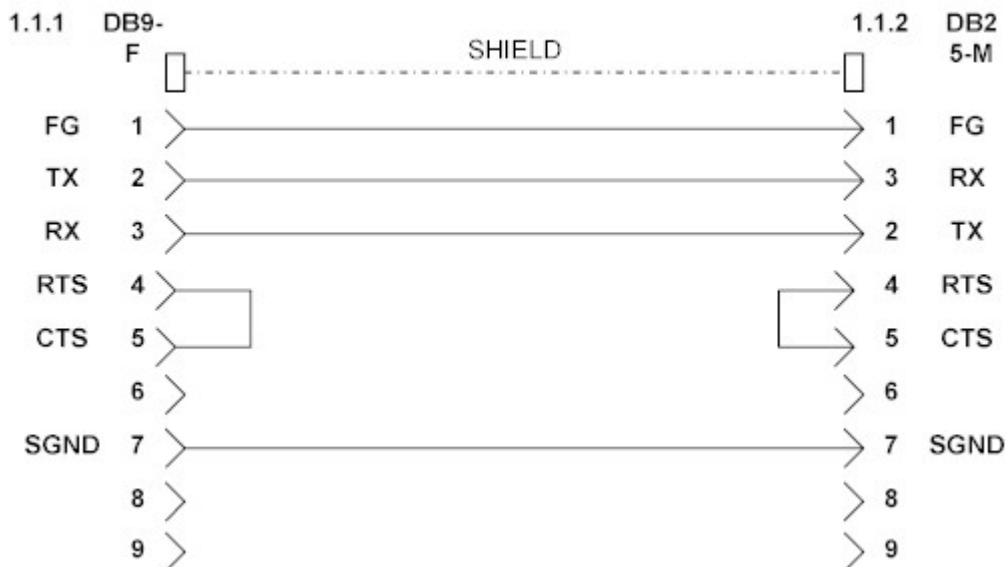 1.1.1 DB9- 1.1.2 DB2
F SHIELD 5-M
FG 1 1 FG
TX 2 3 RX
RX 3 2 TX
RTS 4 4 RTS
CTS 5 5 CTS
6 6
SGND 7 7 SGND
8 8
9 9